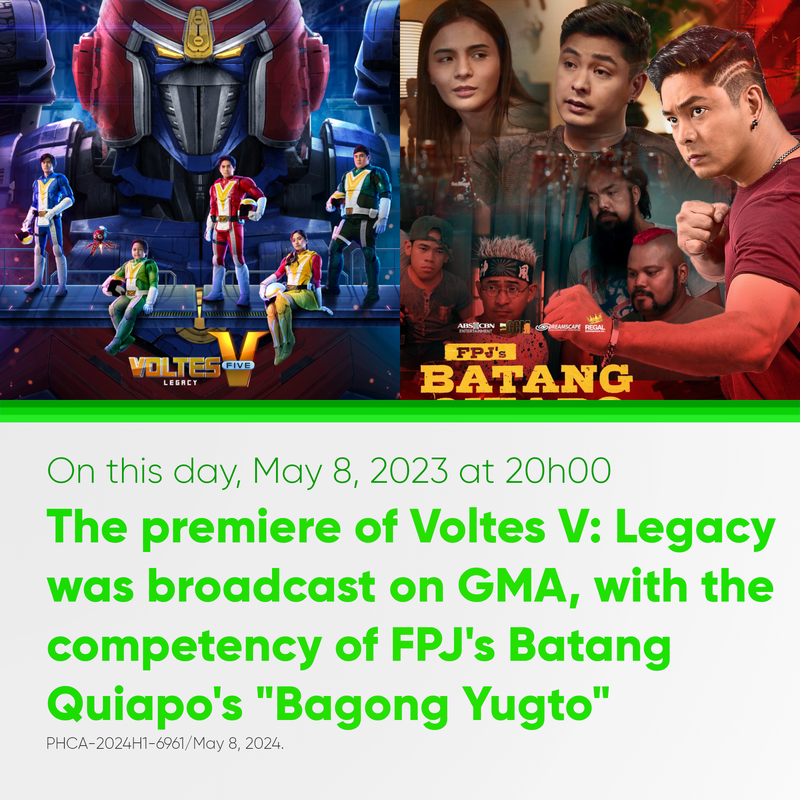 VOLTES V
FIVE
LEGACY
ABS CBN
ENTERTAINMENT
DREAMSCAPE
REGAL
FPJ's
BATANG
QUIAPO
On this day, May 8, 2023 at 20h00
The premiere of Voltes V: Legacy
was broadcast on GMA, with the
competency of FPJ's Batang
Quiapo's "Bagong Yugto"
PHCA-2024H1-6961/May 8, 2024.